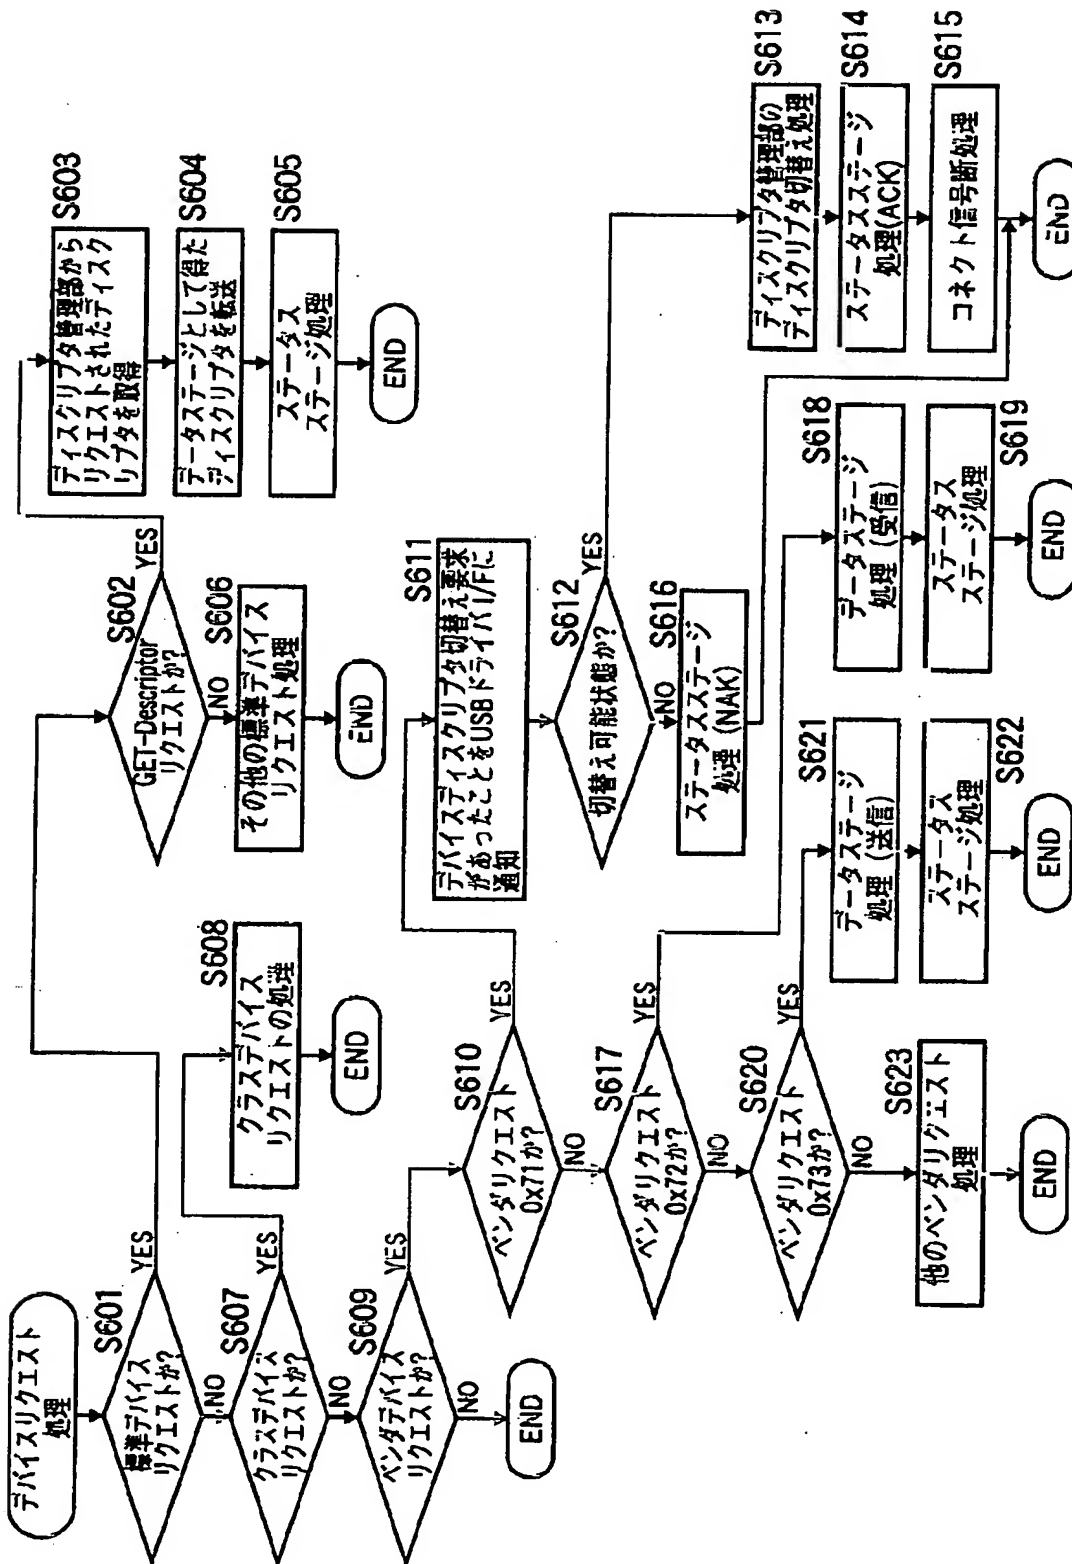 デバイスリクエスト
処理
S601
標準デバイス
リクエストか?
YES
NO
S602
GET-Descriptor
リクエストか?
YES
NO
S603
ディスクリプタ管理部から
リクエストされたディスク
リプタを取得
S604
データステージとして得た
ディスクリプタを転送
S605
ステータス
ステージ処理
END
S606
その他の標準デバイス
リクエスト処理
END
S607
クラスデバイス
リクエストか?
YES
NO
S608
クラスデバイス
リクエストの処理
END
S609
ベンダデバイス
リクエストか?
YES
NO
END
S610
ベンダリクエスト
0x71か?
YES
NO
S611
デバイスディスクリプタ切替え要求
があったことをUSBドライバI/Fに
通知
S612
切替え可能状態か?
YES
NO
S613
ディスクリプタ管理部の
ディスクリプタ切替え処理
S614
ステータスステージ
処理(ACK)
S615
コネクト信号断処理
END
S616
ステータスステージ
処理(NAK)
S617
ベンダリクエスト
0x72か?
YES
NO
S618
データステージ
処理(受信)
S619
ステータス
ステージ処理
END
S620
ベンダリクエスト
0x73か?
YES
NO
S621
データステージ
処理(送信)
S622
ステータス
ステージ処理
END
S623
他のベンダリクエスト
処理
END